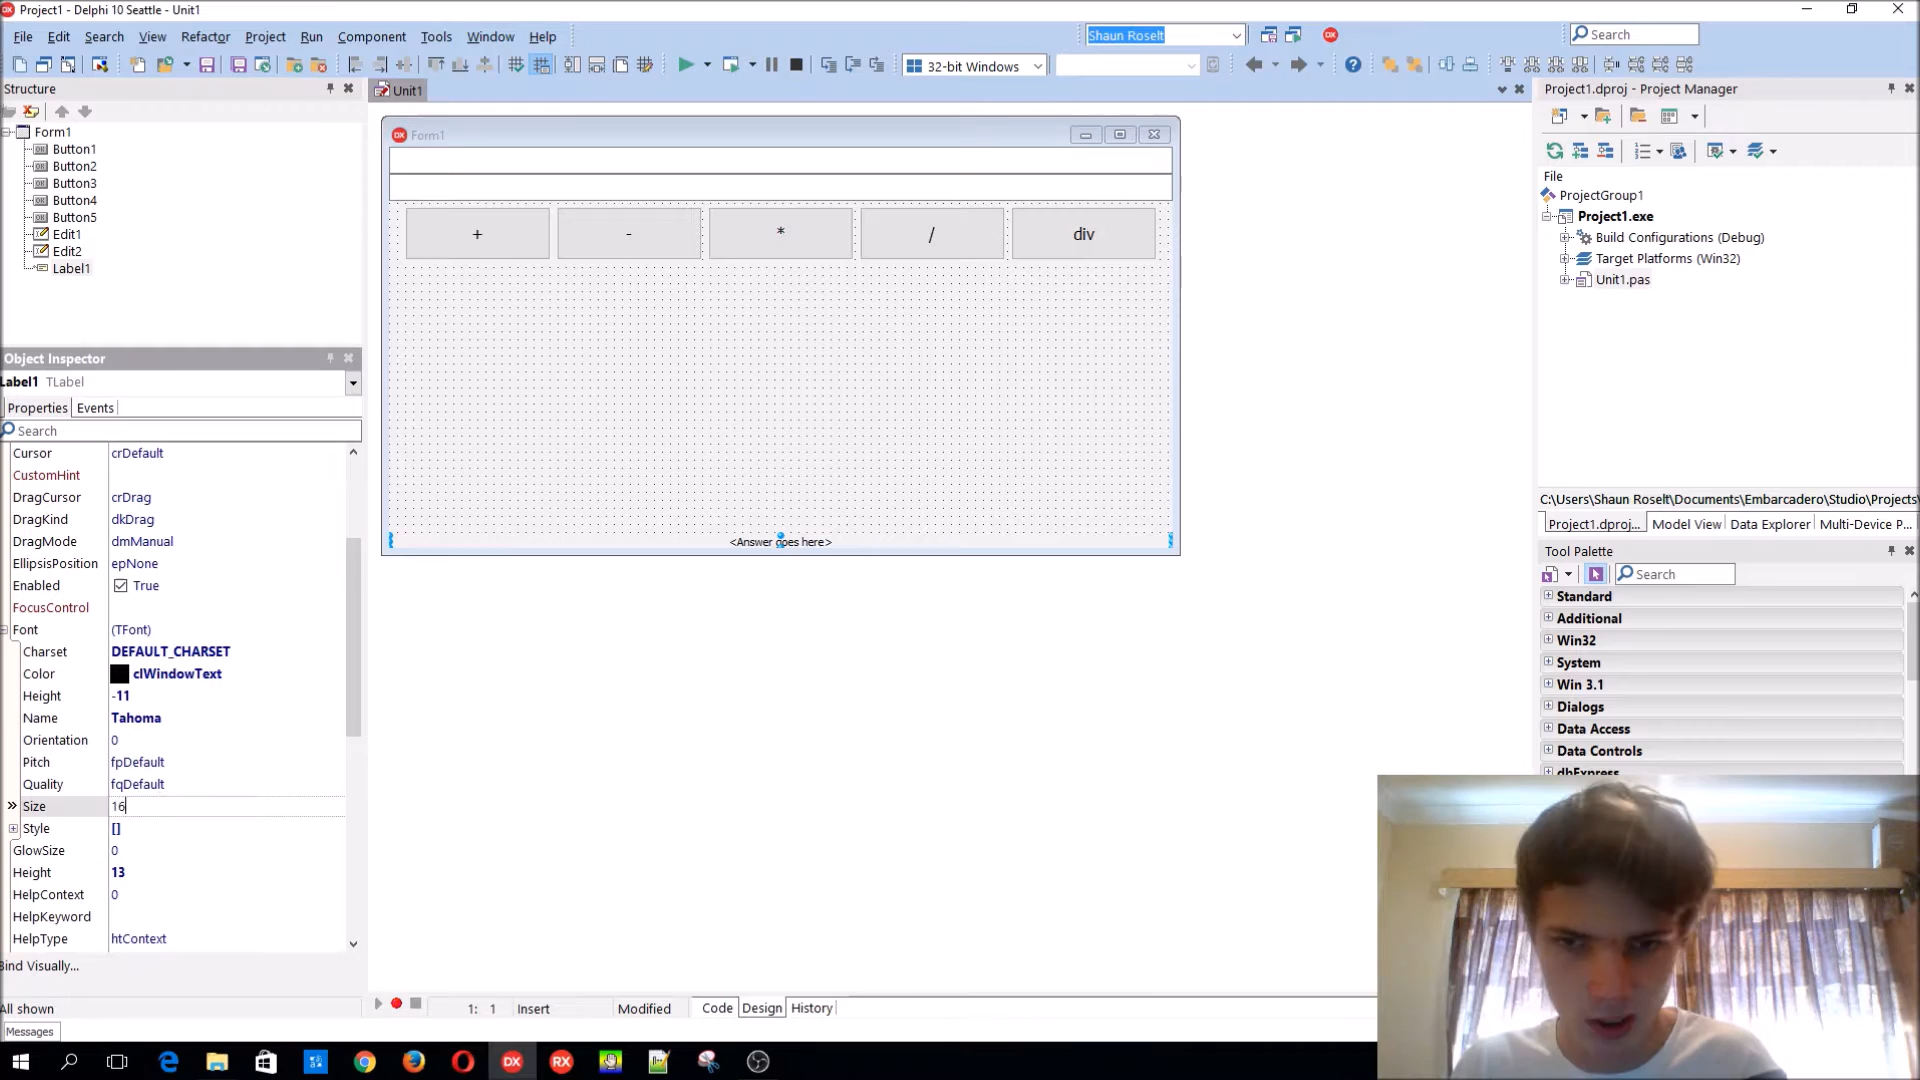 Project1 - Delphi 10 Seattle - Unit1
File Edit Search View Refactor Project Run Component Tools Window Help
Shaun Roselt
Search
32-bit Windows
Structure
Unit1
Form1
Button1
Button2
Button3
Button4
Button5
Edit1
Edit2
Label1
Form1
+
-
*
/
div
<Answer goes here>
Object Inspector
Label1 TLabel
Properties Events
Search
Cursor crDefault
CustomHint
DragCursor crDrag
DragKind dkDrag
DragMode dmManual
EllipsisPosition epNone
Enabled True
FocusControl
Font (TFont)
Charset DEFAULT_CHARSET
Color clWindowText
Height -11
Name Tahoma
Orientation 0
Pitch fpDefault
Quality fqDefault
Size 16
Style []
GlowSize 0
Height 13
HelpContext 0
HelpKeyword
HelpType htContext
Bind Visually...
All shown
Messages
1: 1 Insert Modified Code Design History
Project1.dproj - Project Manager
File
ProjectGroup1
Project1.exe
Build Configurations (Debug)
Target Platforms (Win32)
Unit1.pas
C:\Users\Shaun Roselt\Documents\Embarcadero\Studio\Projects\
Project1.dproj... Model View Data Explorer Multi-Device P...
Tool Palette
Search
Standard
Additional
Win32
System
Win 3.1
Dialogs
Data Access
Data Controls
dbExpress
DX RX